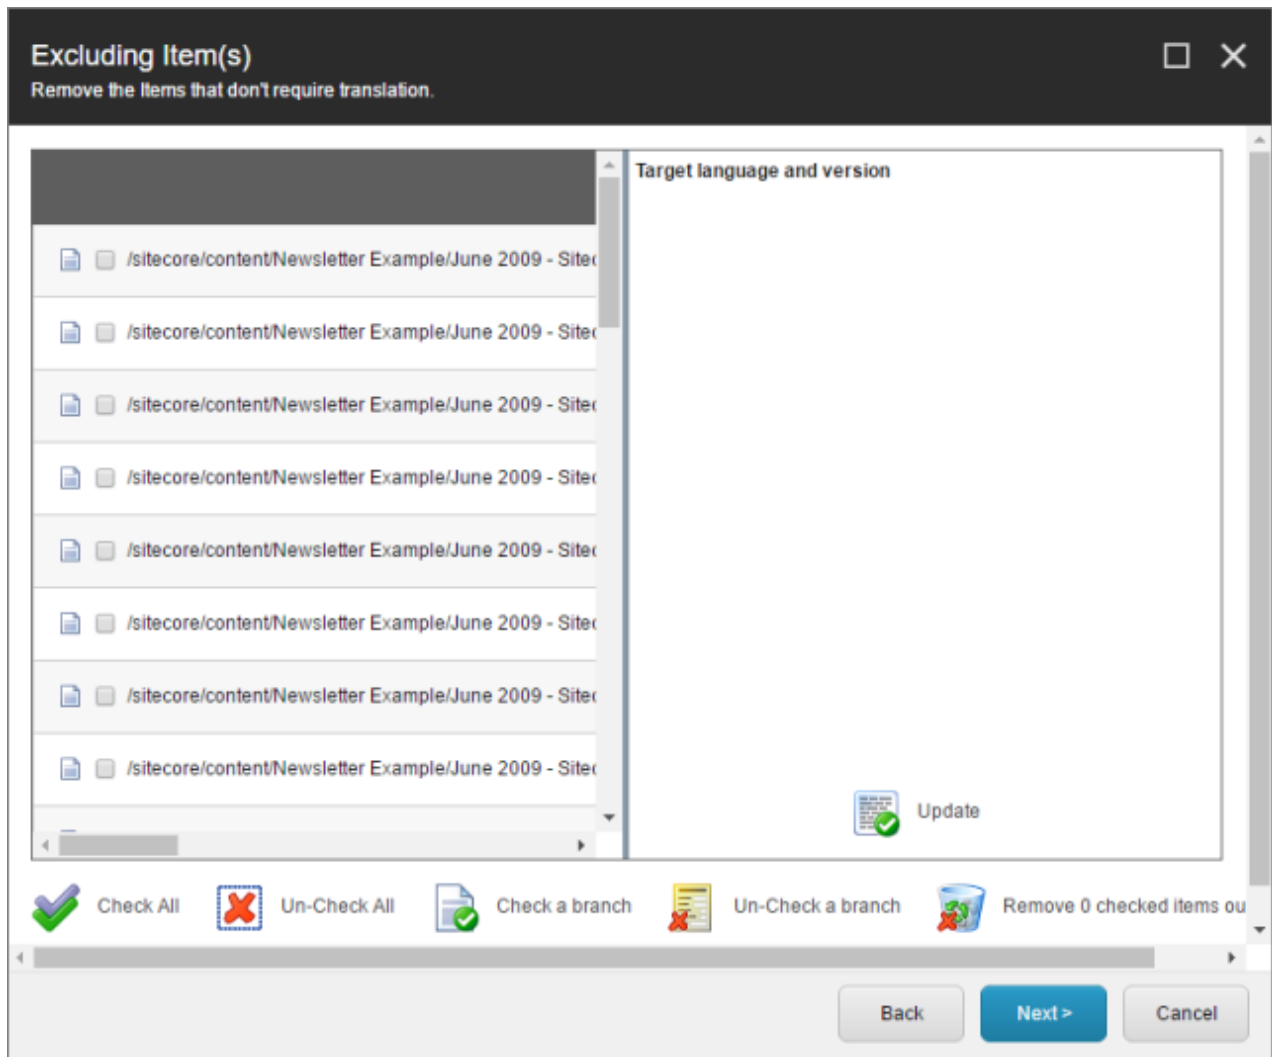 Excluding Item(s)
Remove the Items that don't require translation.
Target language and version
/sitecore/content/Newsletter Example/June 2009 - Sitec
/sitecore/content/Newsletter Example/June 2009 - Sitec
/sitecore/content/Newsletter Example/June 2009 - Sitec
/sitecore/content/Newsletter Example/June 2009 - Sitec
/sitecore/content/Newsletter Example/June 2009 - Sitec
/sitecore/content/Newsletter Example/June 2009 - Sitec
/sitecore/content/Newsletter Example/June 2009 - Sitec
/sitecore/content/Newsletter Example/June 2009 - Sitec
Update
Check All Un-Check All Check a branch Un-Check a branch Remove 0 checked items ou
Back Next > Cancel